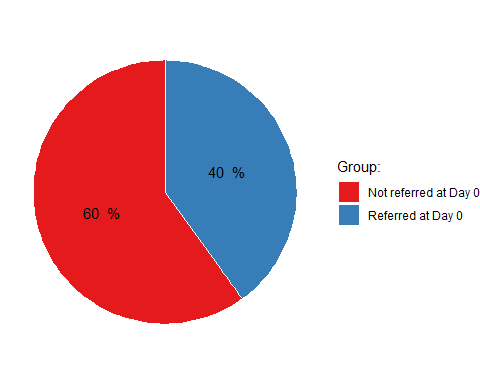 40 %
60 %
Group:
Not referred at Day 0
Referred at Day 0